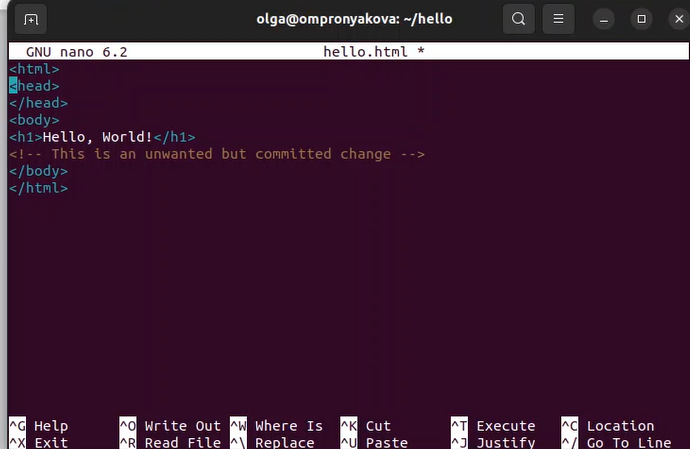 olga@ompronyakova: ~/hello
GNU nano 6.2 hello.html *
<html>
<head>
</head>
<body>
<h1>Hello, World!</h1>
<!-- This is an unwanted but committed change -->
</body>
</html>
^G Help ^O Write Out ^W Where Is ^K Cut ^T Execute ^C Location
^X Exit ^R Read File ^\ Replace ^U Paste ^J Justify ^/ Go To Line